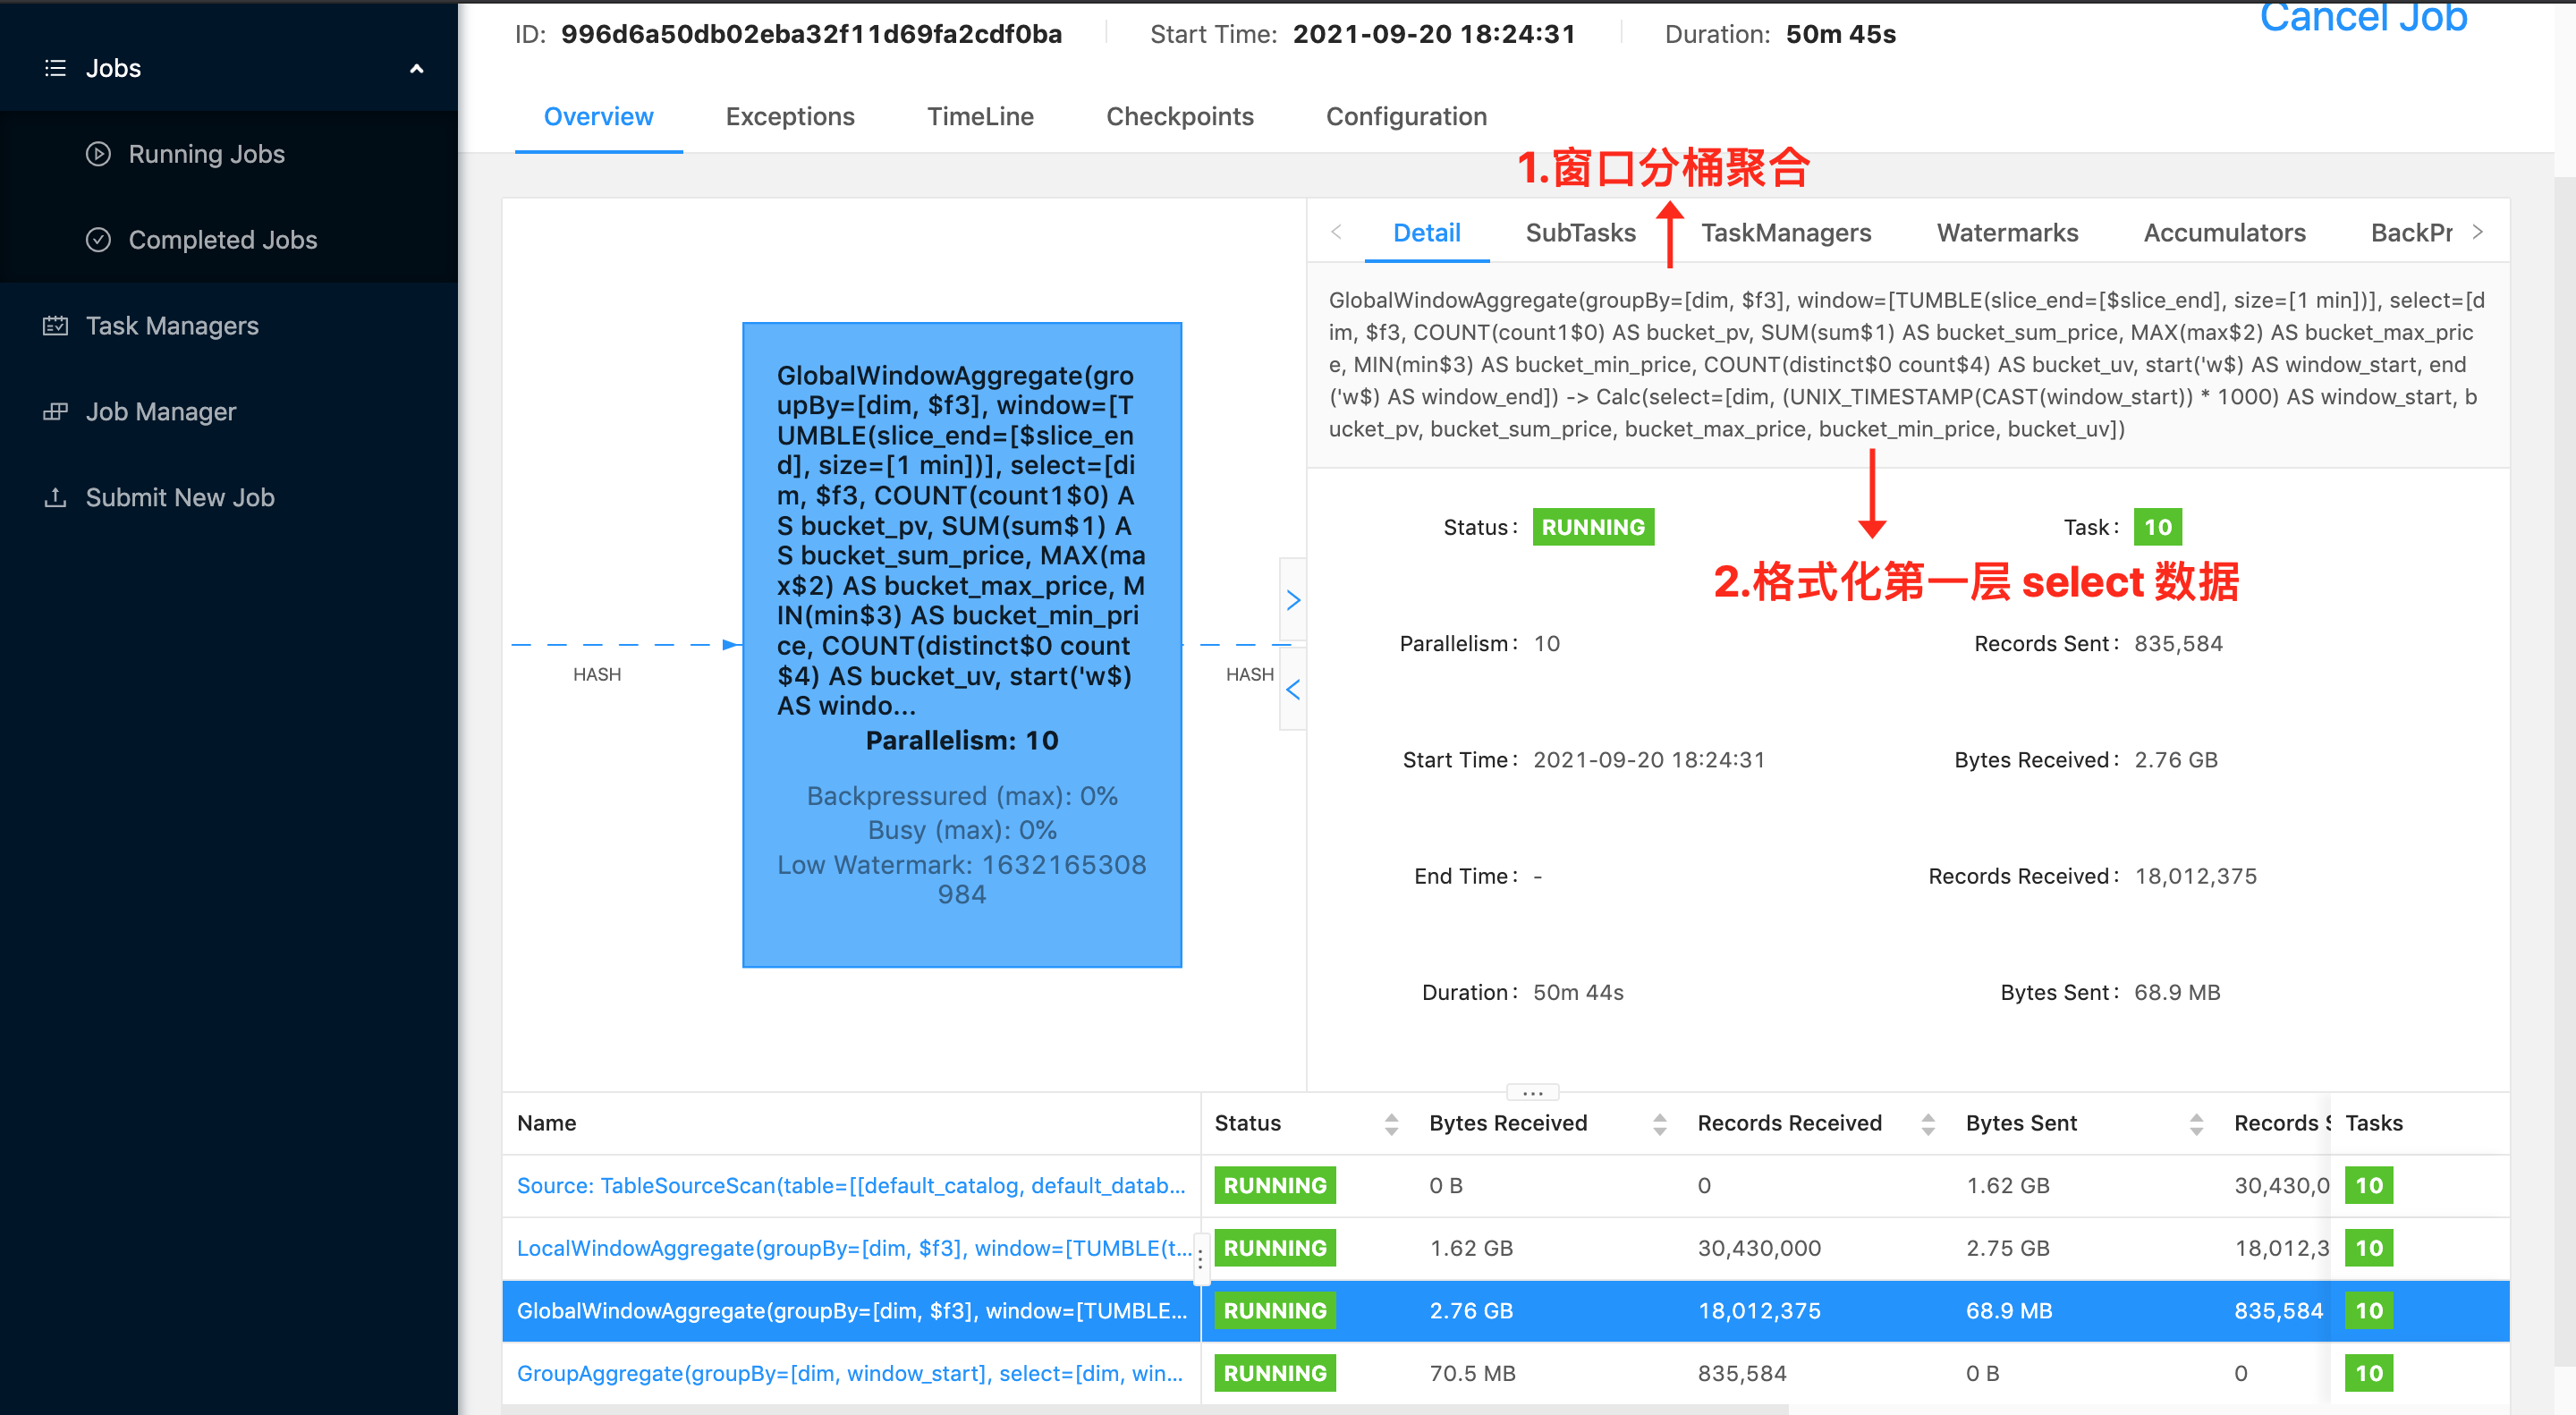 Cancel Job
ID: 996d6a50db02eba32f11d69fa2cdf0ba
Start Time: 2021-09-20 18:24:31
Duration: 50m 45s
Jobs
Running Jobs
Completed Jobs
Task Managers
Job Manager
Submit New Job
Overview
Exceptions
TimeLine
Checkpoints
Configuration
1.窗口分桶聚合
Detail
SubTasks
TaskManagers
Watermarks
Accumulators
BackPr
GlobalWindowAggregate(groupBy=[dim, $f3], window=[TUMBLE(slice_end=[$slice_end], size=[1 min])], select=[d
im, $f3, COUNT(count1$0) AS bucket_pv, SUM(sum$1) AS bucket_sum_price, MAX(max$2) AS bucket_max_pric
e, MIN(min$3) AS bucket_min_price, COUNT(distinct$0 count$4) AS bucket_uv, start('w$) AS window_start, end
('w$) AS window_end]) -> Calc(select=[dim, (UNIX_TIMESTAMP(CAST(window_start)) * 1000) AS window_start, b
ucket_pv, bucket_sum_price, bucket_max_price, bucket_min_price, bucket_uv])
GlobalWindowAggregate(gro
upBy=[dim, $f3], window=[T
UMBLE(slice_end=[$slice_en
d], size=[1 min])], select=[di
m, $f3, COUNT(count1$0) A
S bucket_pv, SUM(sum$1) A
S bucket_sum_price, MAX(ma
x$2) AS bucket_max_price, M
IN(min$3) AS bucket_min_pri
ce, COUNT(distinct$0 count
$4) AS bucket_uv, start('w$)
AS windo...
Parallelism: 10
Backpressured (max): 0%
Busy (max): 0%
Low Watermark: 1632165308
984
HASH
HASH
Status: RUNNING
Task: 10
2.格式化第一层 select 数据
Parallelism: 10
Records Sent: 835,584
Start Time: 2021-09-20 18:24:31
Bytes Received: 2.76 GB
End Time: -
Records Received: 18,012,375
Duration: 50m 44s
Bytes Sent: 68.9 MB
Name Status Bytes Received Records Received Bytes Sent Records S Tasks
Source: TableSourceScan(table=[[default_catalog, default_datab... RUNNING 0 B 0 1.62 GB 30,430,0 10
LocalWindowAggregate(groupBy=[dim, $f3], window=[TUMBLE(t... RUNNING 1.62 GB 30,430,000 2.75 GB 18,012,3 10
GlobalWindowAggregate(groupBy=[dim, $f3], window=[TUMBLE... RUNNING 2.76 GB 18,012,375 68.9 MB 835,584 10
GroupAggregate(groupBy=[dim, window_start], select=[dim, win... RUNNING 70.5 MB 835,584 0 B 0 10